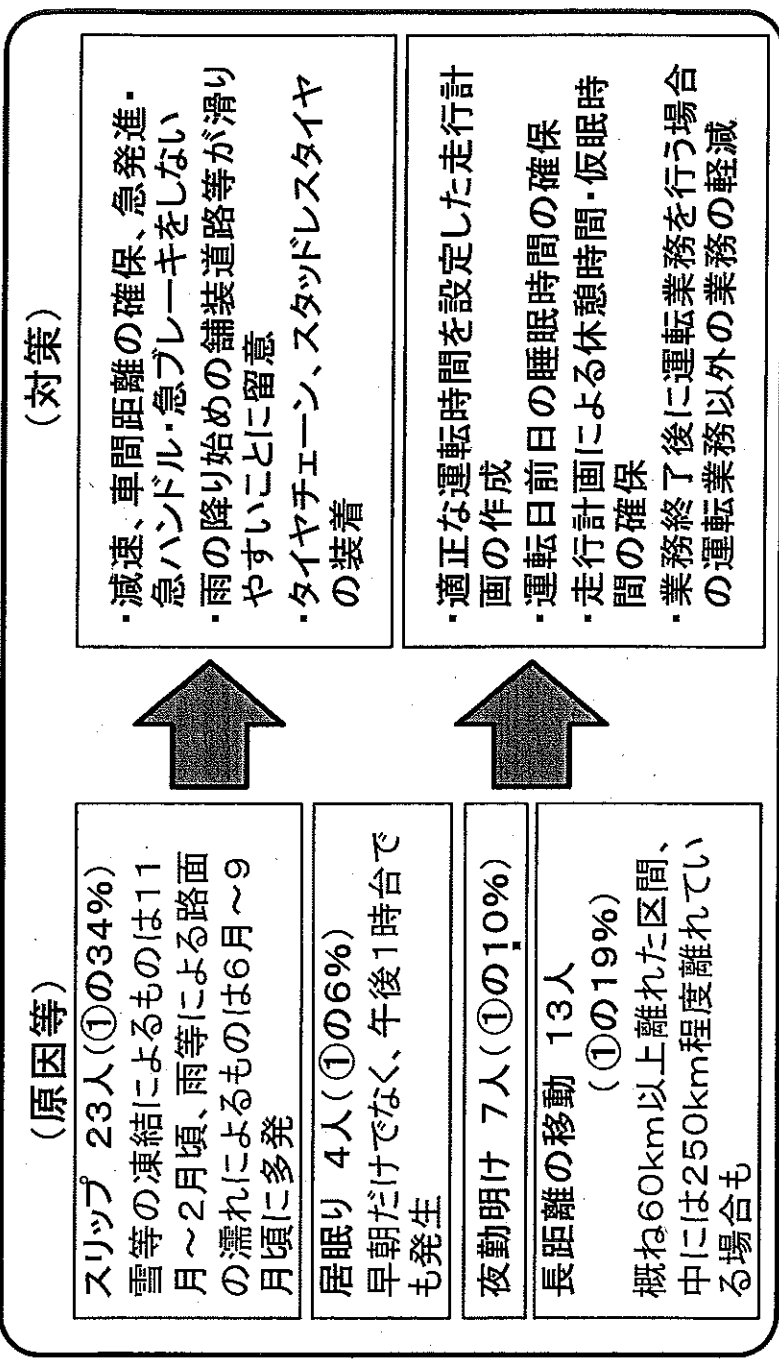 (原因等)
スリップ 23人(①の34%)
雪等の凍結によるものは11
月~2月頃、雨等による路面
の濡れによるものは6月~9
月頃に多発
居眠り 4人(①の6%)
早朝だけでなく、午後1時台で
も発生
夜勤明け 7人(①の10%)
長距離の移動 13人
(①の19%)
概ね60km以上離れた区間、
中には250km程度離れてい
る場合も
(対策)
・減速、車間距離の確保、急発進・
急ハンドル・急ブレーキをしない
・雨の降り始めの舗装道路等が滑り
やすいことに留意
・タイヤチェーン、スタッドレスタイヤ
の装着
・適正な運転時間を設定した走行計
画の作成
・運転日前日の睡眠時間の確保
・走行計画による休憩時間・仮眠時
間の確保
・業務終了後に運転業務を行う場合
の運転業務以外の業務の軽減